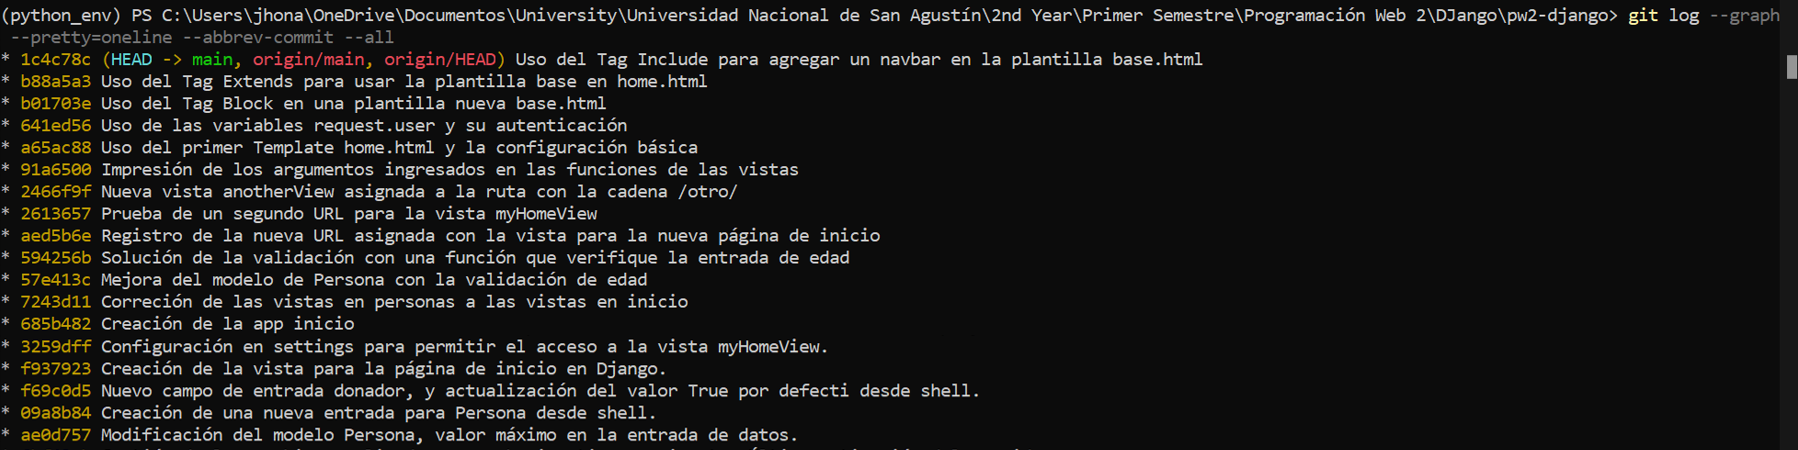 (python_env) PS C:\Users\jhona\OneDrive\Documentos\University\Universidad Nacional de San Agustín\2nd Year\Primer Semestre\Programación Web 2\DJango\pw2-django> git log --graph
--pretty=oneline --abbrev-commit --all
* 1c4c78c (HEAD -> main, origin/main, origin/HEAD) Uso del Tag Include para agregar un navbar en la plantilla base.html
* b88a5a3 Uso del Tag Extends para usar la plantilla base en home.html
* b01703e Uso del Tag Block en una plantilla nueva base.html
* 641ed56 Uso de las variables request.user y su autenticación
* a65ac88 Uso del primer Template home.html y la configuración básica
* 91a6500 Impresión de los argumentos ingresados en las funciones de las vistas
* 2466f9f Nueva vista anotherView asignada a la ruta con la cadena /otro/
* 2613657 Prueba de un segundo URL para la vista myHomeView
* aed5b6e Registro de la nueva URL asignada con la vista para la nueva página de inicio
* 594256b Solución de la validación con una función que verifique la entrada de edad
* 57e413c Mejora del modelo de Persona con la validación de edad
* 7243d11 Correción de las vistas en personas a las vistas en inicio
* 685b482 Creación de la app inicio
* 3259dff Configuración en settings para permitir el acceso a la vista myHomeView.
* f937923 Creación de la vista para la página de inicio en Django.
* f69c0d5 Nuevo campo de entrada donador, y actualización del valor True por defecti desde shell.
* 09a8b84 Creación de una nueva entrada para Persona desde shell.
* ae0d757 Modificación del modelo Persona, valor máximo en la entrada de datos.